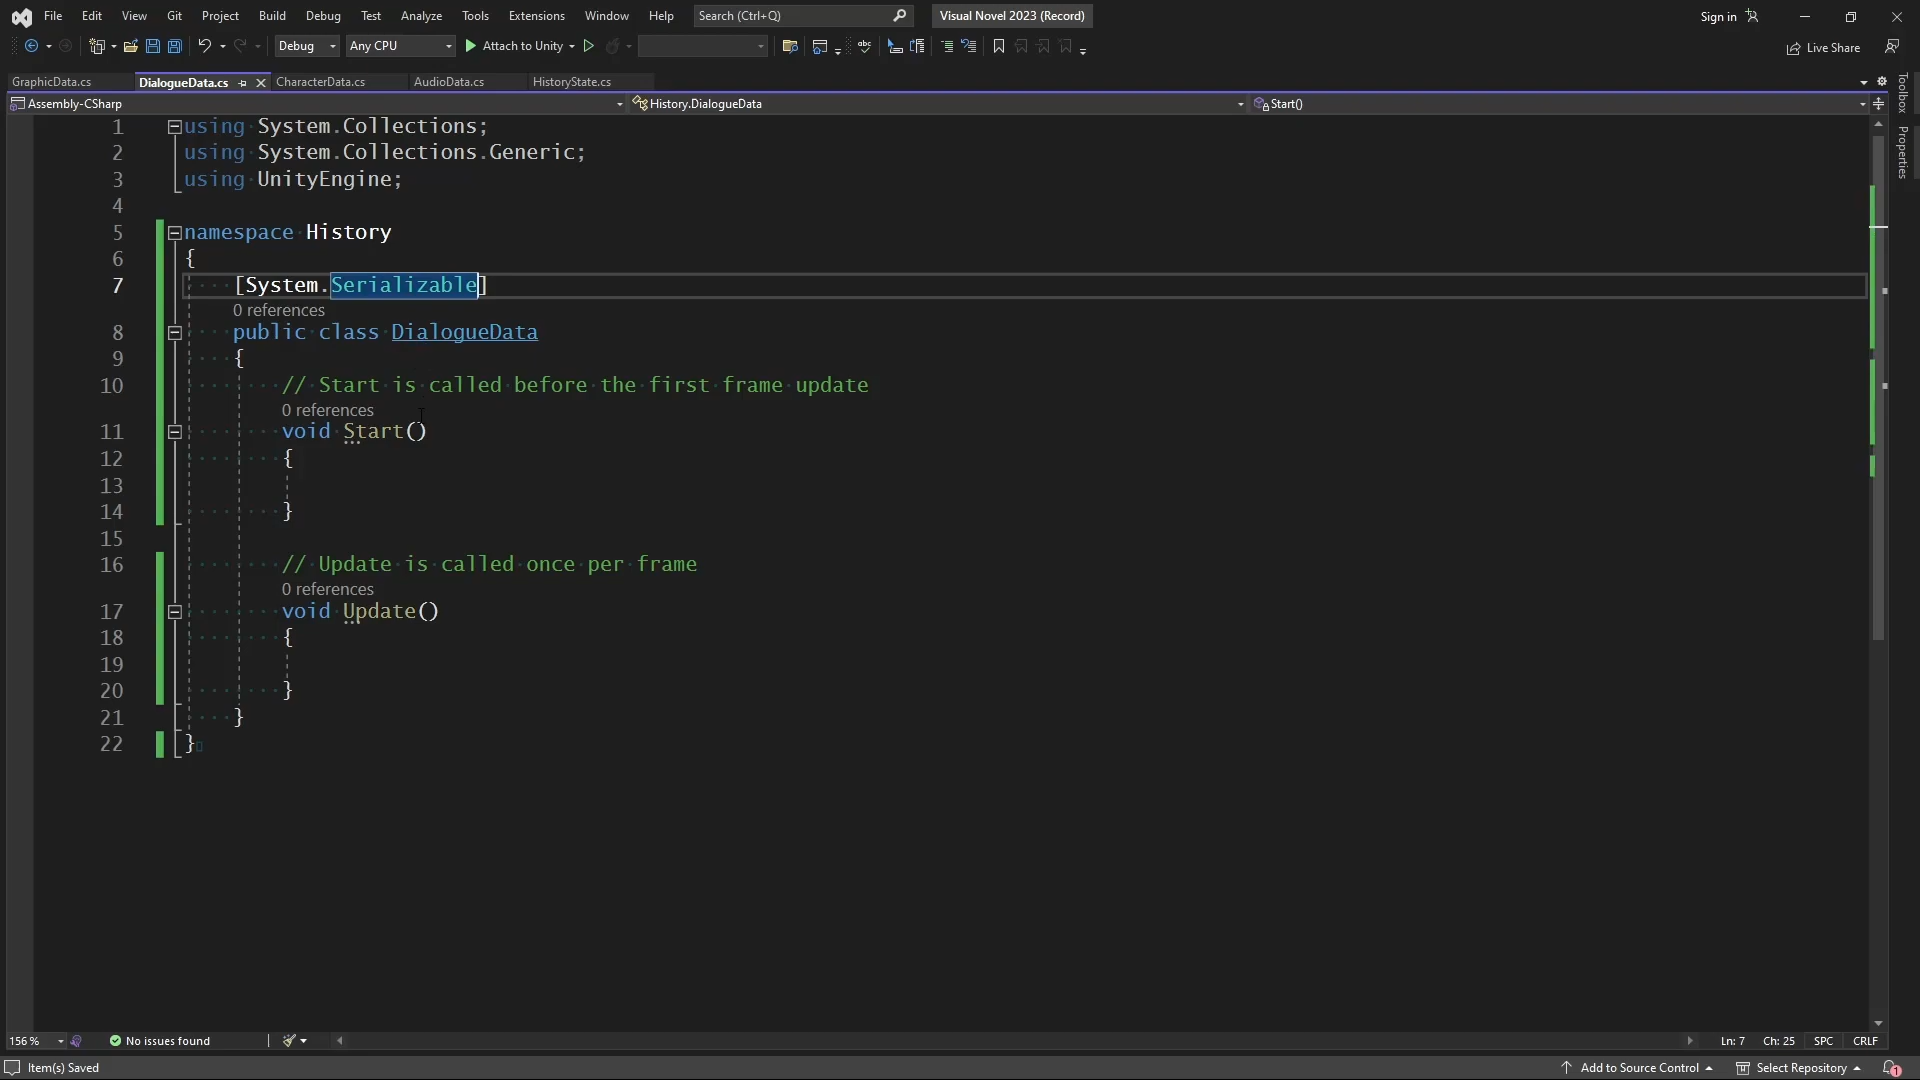 File Edit View Git Project Build Debug Test Analyze Tools Extensions Window Help Search (Ctrl+Q) Visual Novel 2023 (Record) Sign in
Debug Any CPU Attach to Unity Live Share
GraphicData.cs DialogueData.cs CharacterData.cs AudioData.cs HistoryState.cs
Assembly-CSharp History.DialogueData Start()
Toolbox
Properties
1 using System.Collections;
2 using System.Collections.Generic;
3 using UnityEngine;
4
5 namespace History
6 {
7 [System.Serializable]
0 references
8 public class DialogueData
9 {
10 // Start is called before the first frame update
0 references
11 void Start()
12 {
13
14 }
15
16 // Update is called once per frame
0 references
17 void Update()
18 {
19
20 }
21 }
22 }
156 % No issues found Ln: 7 Ch: 25 SPC CRLF
Item(s) Saved Add to Source Control Select Repository 1